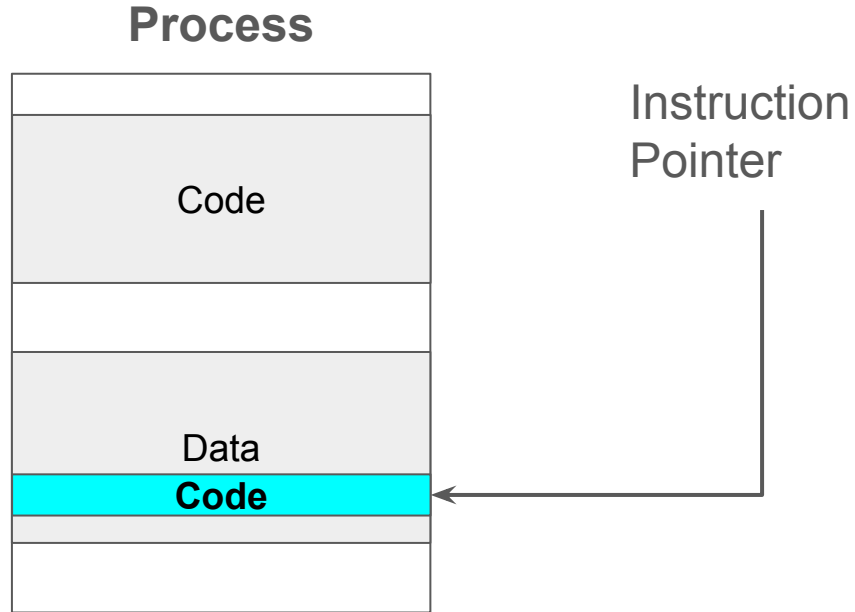 Process
Instruction
Pointer
Code
Data
Code